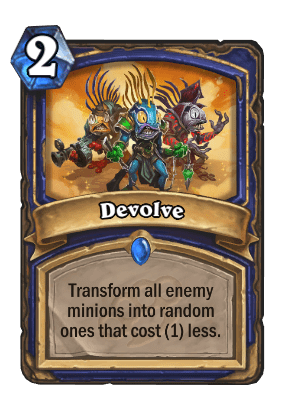 2
Devolve
Transform all enemy
minions into random
ones that cost (1) less.